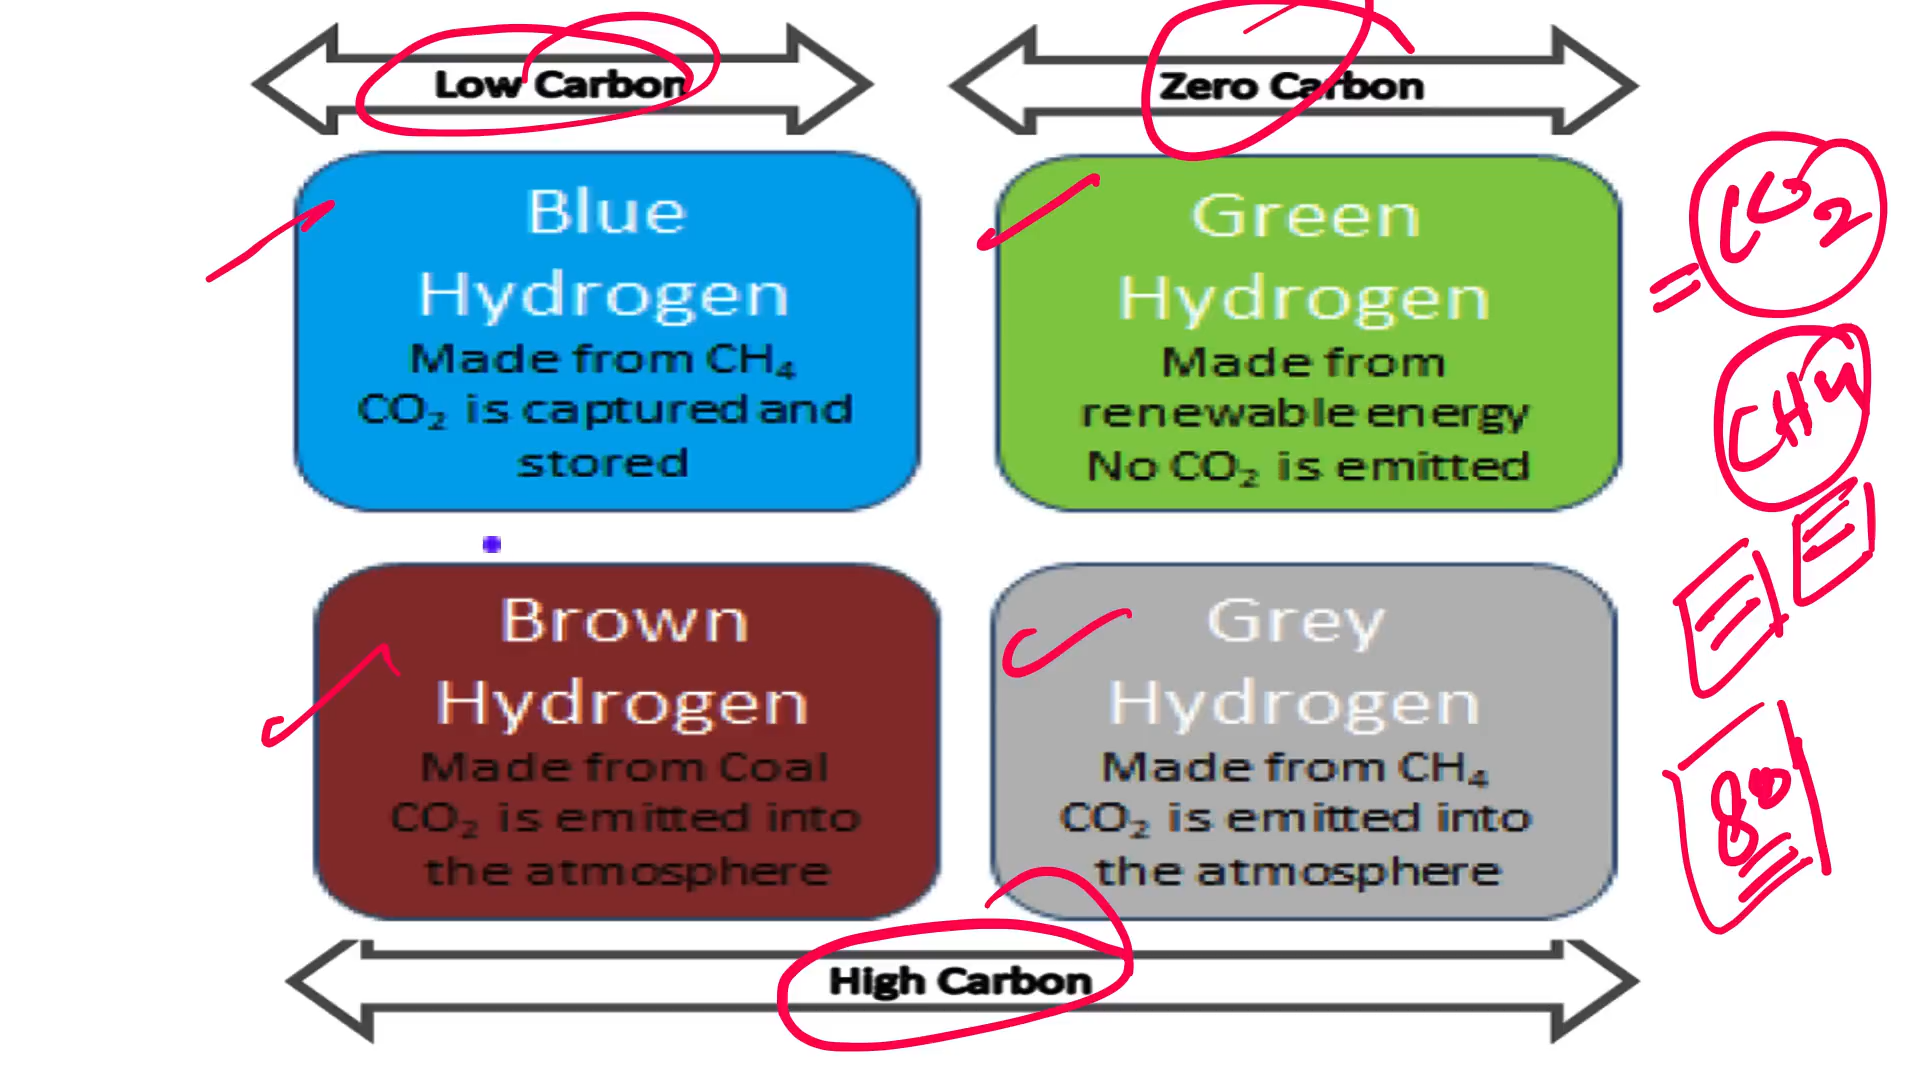 Low Carbon
Zero Carbon
Blue
Hydrogen
Made from CH₄
CO₂ is captured and
stored
Green
Hydrogen
Made from
renewable energy
No CO₂ is emitted
CO2
CH4
Brown
Hydrogen
Made from Coal
CO₂ is emitted into
the atmosphere
Grey
Hydrogen
Made from CH₄
CO₂ is emitted into
the atmosphere
High Carbon